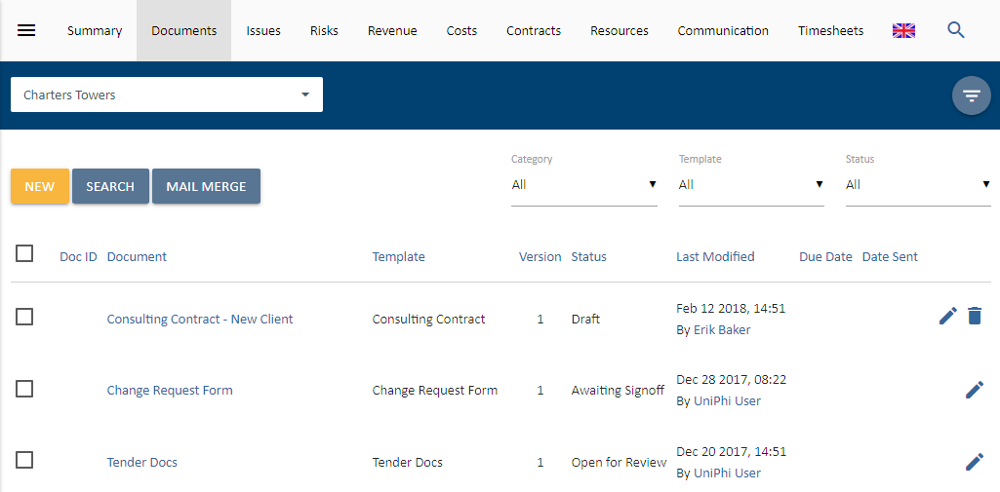 Summary Documents Issues Risks Revenue Costs Contracts Resources Communication Timesheets
Charters Towers
Category Template Status
NEW SEARCH MAIL MERGE All All All
Doc ID Document Template Version Status Last Modified Due Date Date Sent
Consulting Contract - New Client Consulting Contract 1 Draft Feb 12 2018, 14:51
By Erik Baker
Change Request Form Change Request Form 1 Awaiting Signoff Dec 28 2017, 08:22
By UniPhi User
Tender Docs Tender Docs 1 Open for Review Dec 20 2017, 14:51
By UniPhi User